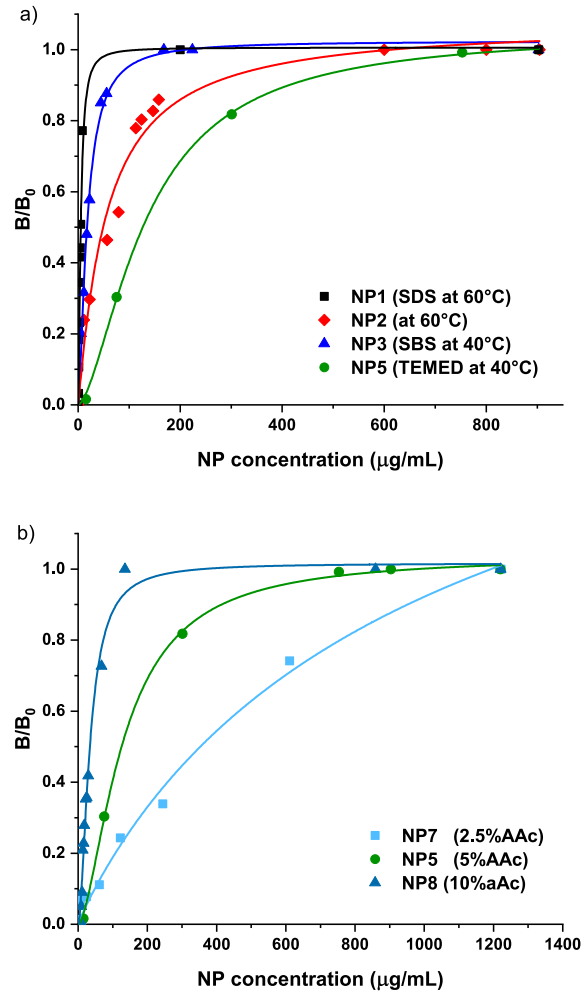 a)
1.0
0.8
0.6
0.4
0.2
0.0
B/B0
NP1 (SDS at 60°C)
NP2 (at 60°C)
NP3 (SBS at 40°C)
NP5 (TEMED at 40°C)
0 200 400 600 800
NP concentration (µg/mL)
b)
1.0
0.8
0.6
0.4
0.2
0.0
B/B0
NP7 (2.5%AAc)
NP5 (5%AAc)
NP8 (10%aAc)
0 200 400 600 800 1000 1200 1400
NP concentration (µg/mL)